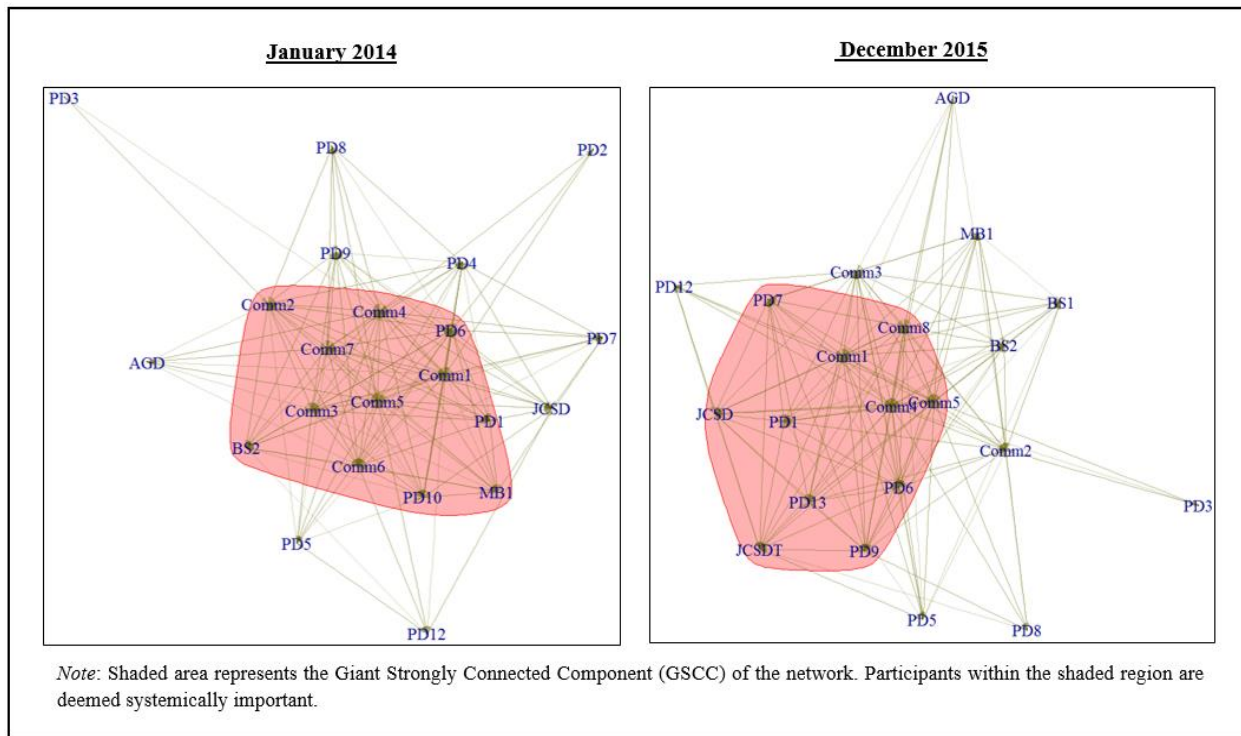 January 2014
PD3
PD8
PD2
PD9
PD4
Comm2
Comm4
PD6
PD7
Comm7
AGD
Comm1
Comm5
Comm3
JCSD
PD1
BS2
Comm6
PD10
MB1
PD5
PD12
December 2015
AGD
MB1
Comm3
PD12
PD7
BS1
Comm8
BS2
Comm1
JCSD
Comm5
PD1
Comm2
PD6
PD13
PD3
JCSDT
PD9
PD5
PD8
Note: Shaded area represents the Giant Strongly Connected Component (GSCC) of the network. Participants within the shaded region are
deemed systemically important.